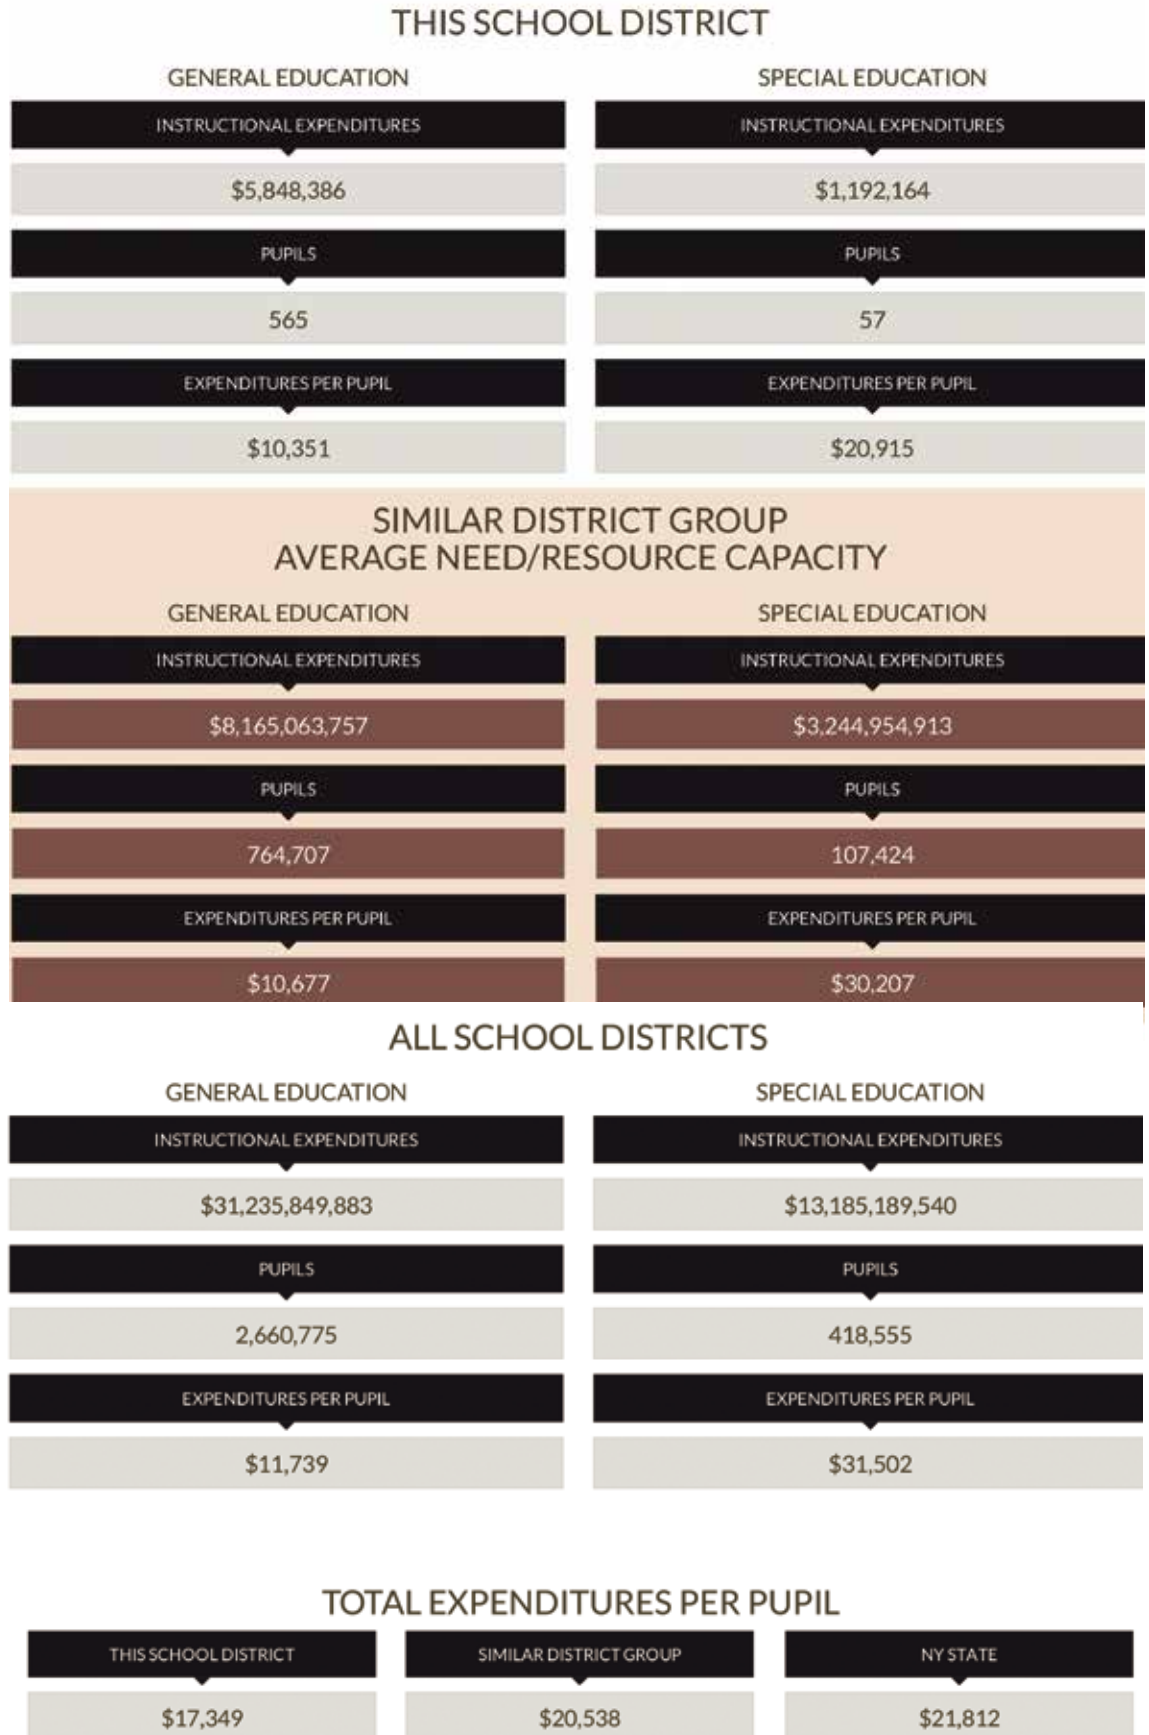 THIS SCHOOL DISTRICT
GENERAL EDUCATION
INSTRUCTIONAL EXPENDITURES
$5,848,386
PUPILS
565
EXPENDITURES PER PUPIL
$10,351
SPECIAL EDUCATION
INSTRUCTIONAL EXPENDITURES
$1,192,164
PUPILS
57
EXPENDITURES PER PUPIL
$20,915
SIMILAR DISTRICT GROUP
AVERAGE NEED/RESOURCE CAPACITY
GENERAL EDUCATION
INSTRUCTIONAL EXPENDITURES
$8,165,063,757
PUPILS
764,707
EXPENDITURES PER PUPIL
$10,677
SPECIAL EDUCATION
INSTRUCTIONAL EXPENDITURES
$3,244,954,913
PUPILS
107,424
EXPENDITURES PER PUPIL
$30,207
ALL SCHOOL DISTRICTS
GENERAL EDUCATION
INSTRUCTIONAL EXPENDITURES
$31,235,849,883
PUPILS
2,660,775
EXPENDITURES PER PUPIL
$11,739
SPECIAL EDUCATION
INSTRUCTIONAL EXPENDITURES
$13,185,189,540
PUPILS
418,555
EXPENDITURES PER PUPIL
$31,502
TOTAL EXPENDITURES PER PUPIL
THIS SCHOOL DISTRICT
$17,349
SIMILAR DISTRICT GROUP
$20,538
NY STATE
$21,812